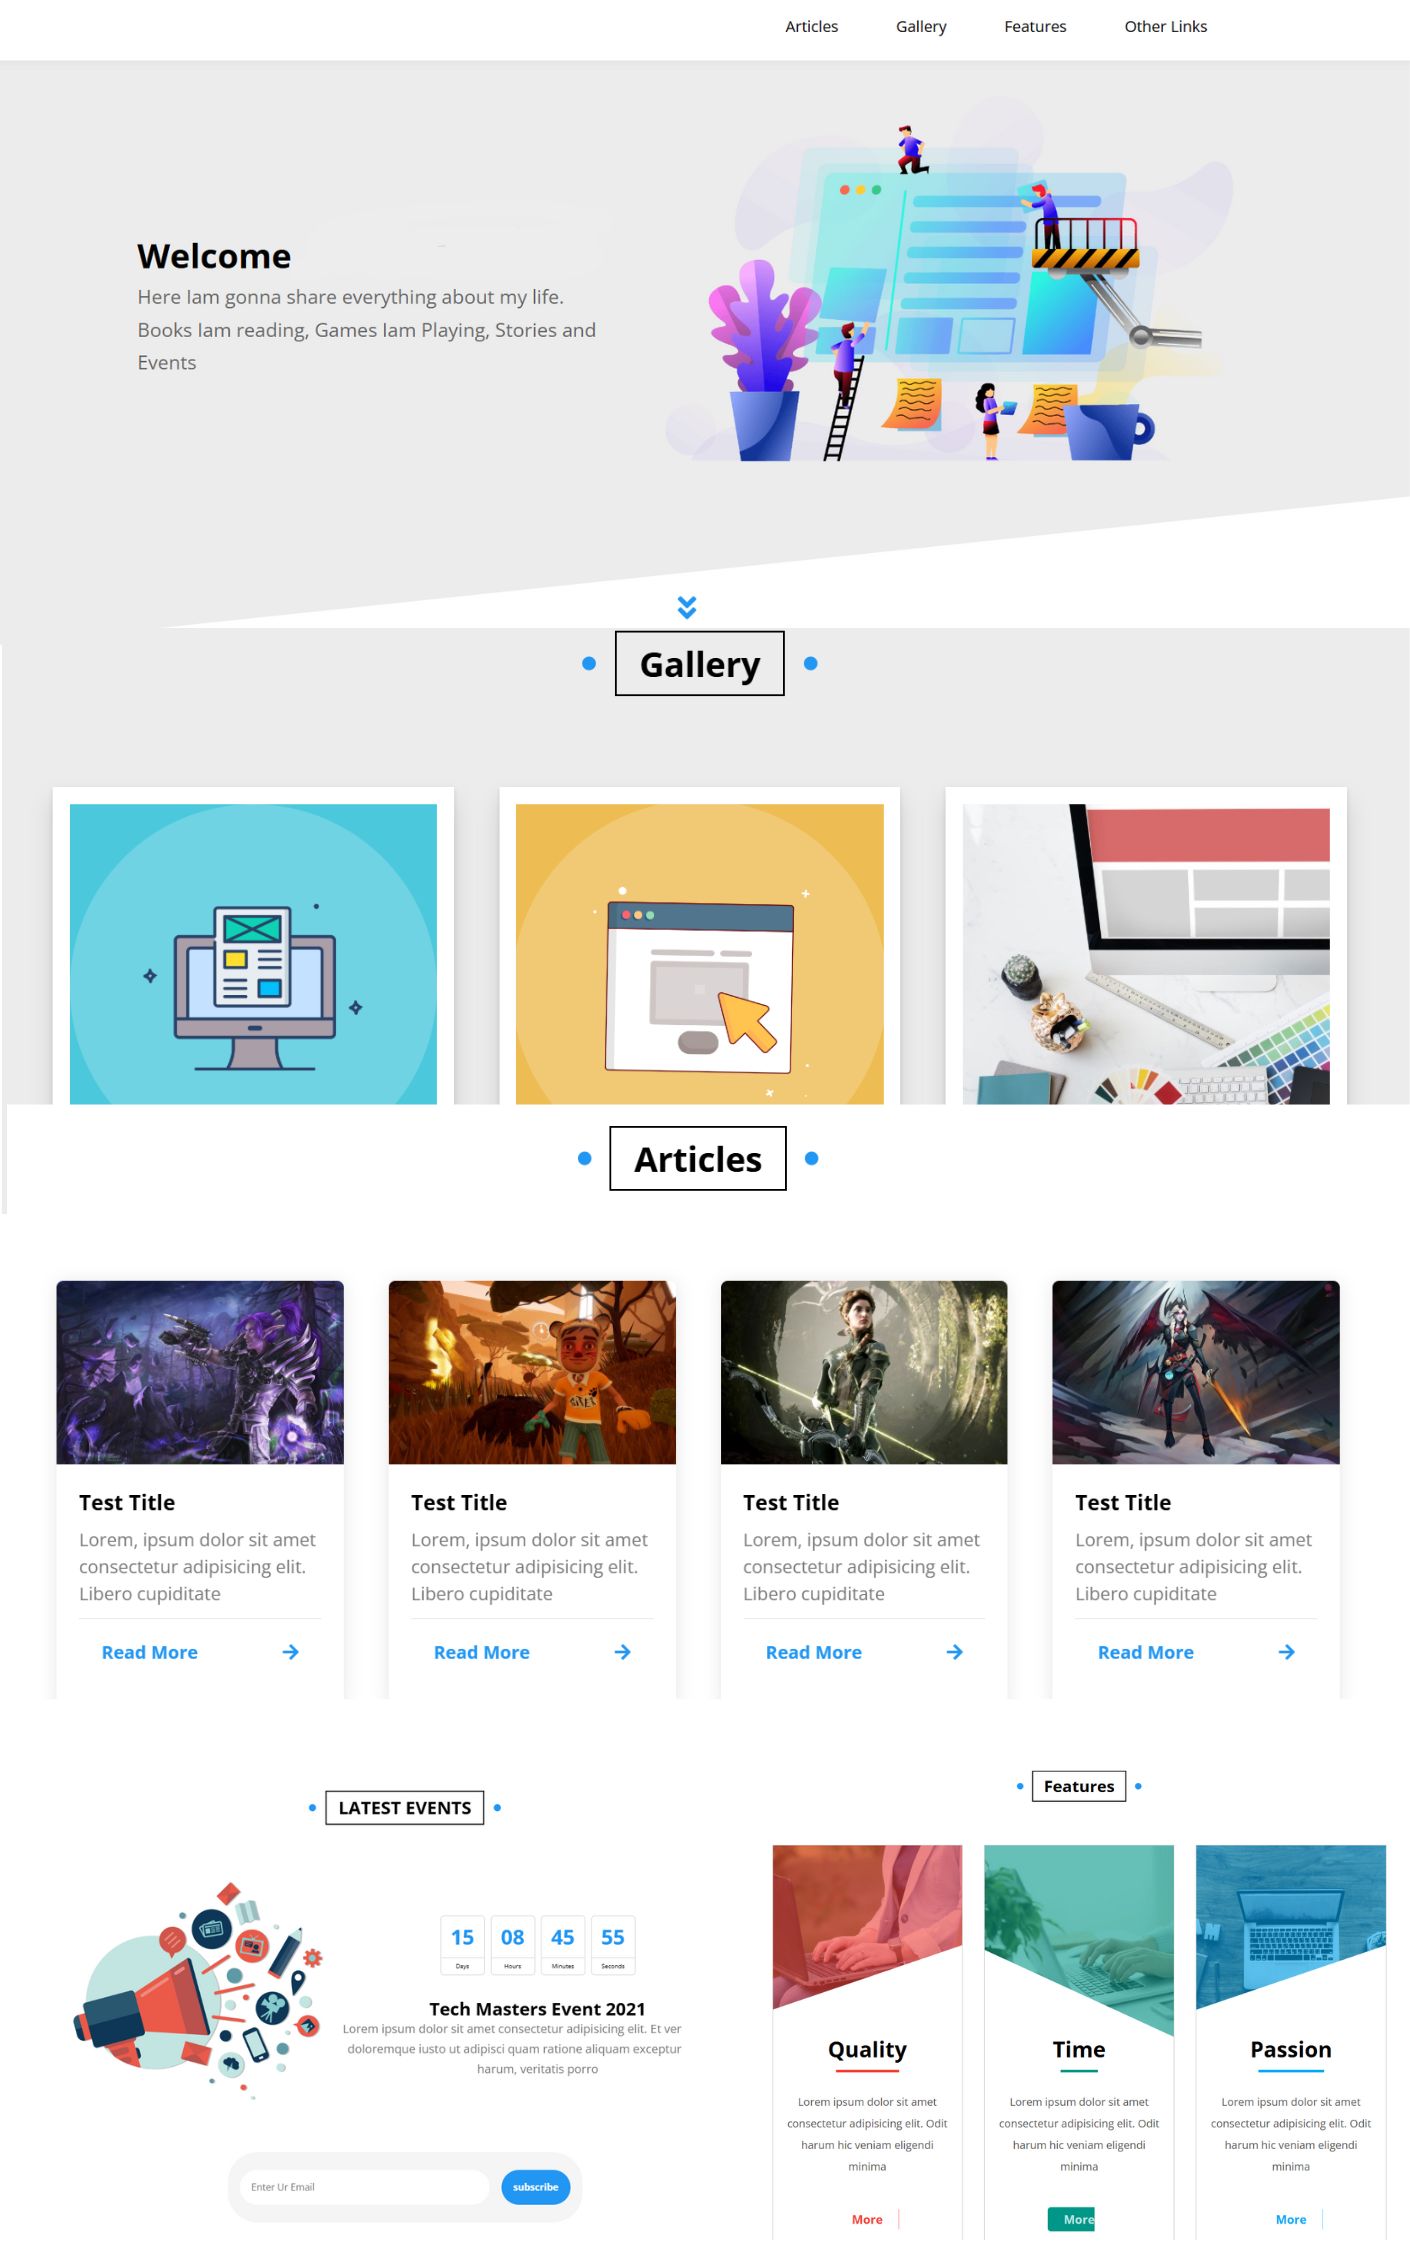 Articles Gallery Features Other Links
Welcome
Here Iam gonna share everything about my life.
Books Iam reading, Games Iam Playing, Stories and
Events
Gallery
Articles
Test Title
Lorem, ipsum dolor sit amet
consectetur adipisicing elit.
Libero cupiditate
Read More
Test Title
Lorem, ipsum dolor sit amet
consectetur adipisicing elit.
Libero cupiditate
Read More
Test Title
Lorem, ipsum dolor sit amet
consectetur adipisicing elit.
Libero cupiditate
Read More
Test Title
Lorem, ipsum dolor sit amet
consectetur adipisicing elit.
Libero cupiditate
Read More
LATEST EVENTS
15 08 45 55
Days Hours Minutes Seconds
Tech Masters Event 2021
Lorem ipsum dolor sit amet consectetur adipisicing elit. Et ver
doloremque iusto ut adipisci quam ratione aliquam exceptur
harum, veritatis porro
Enter Ur Email
subscribe
Features
Quality
Lorem ipsum dolor sit amet
consectetur adipisicing elit. Odit
harum hic veniam eligendi
minima
More
Time
Lorem ipsum dolor sit amet
consectetur adipisicing elit. Odit
harum hic veniam eligendi
minima
More
Passion
Lorem ipsum dolor sit amet
consectetur adipisicing elit. Odit
harum hic veniam eligendi
minima
More